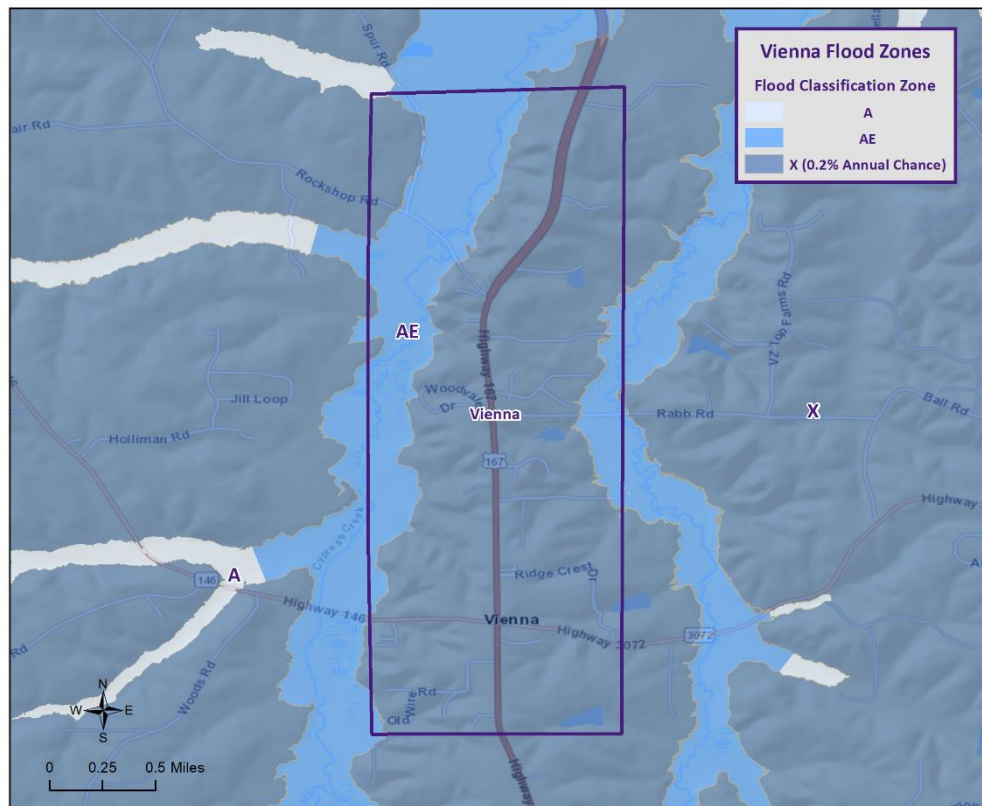 Vienna Flood Zones
Flood Classification Zone
A
AE
X (0.2% Annual Chance)
Spur Rd
air Rd
Rockshop Rd
AE
Highway 167
VZ Top Farms Rd
Jill Loop
Woodvale
Dr
Vienna
Rabb Rd
X
Ball Rd
Holliman Rd
167
Highway
Cypress Creek
A
146
Ridge Crest Dr
Highway 146
Vienna
Highway 3072
3072
Rd
Woods Rd
Old Wire Rd
Highway
N
W
E
S
0 0.25 0.5 Miles